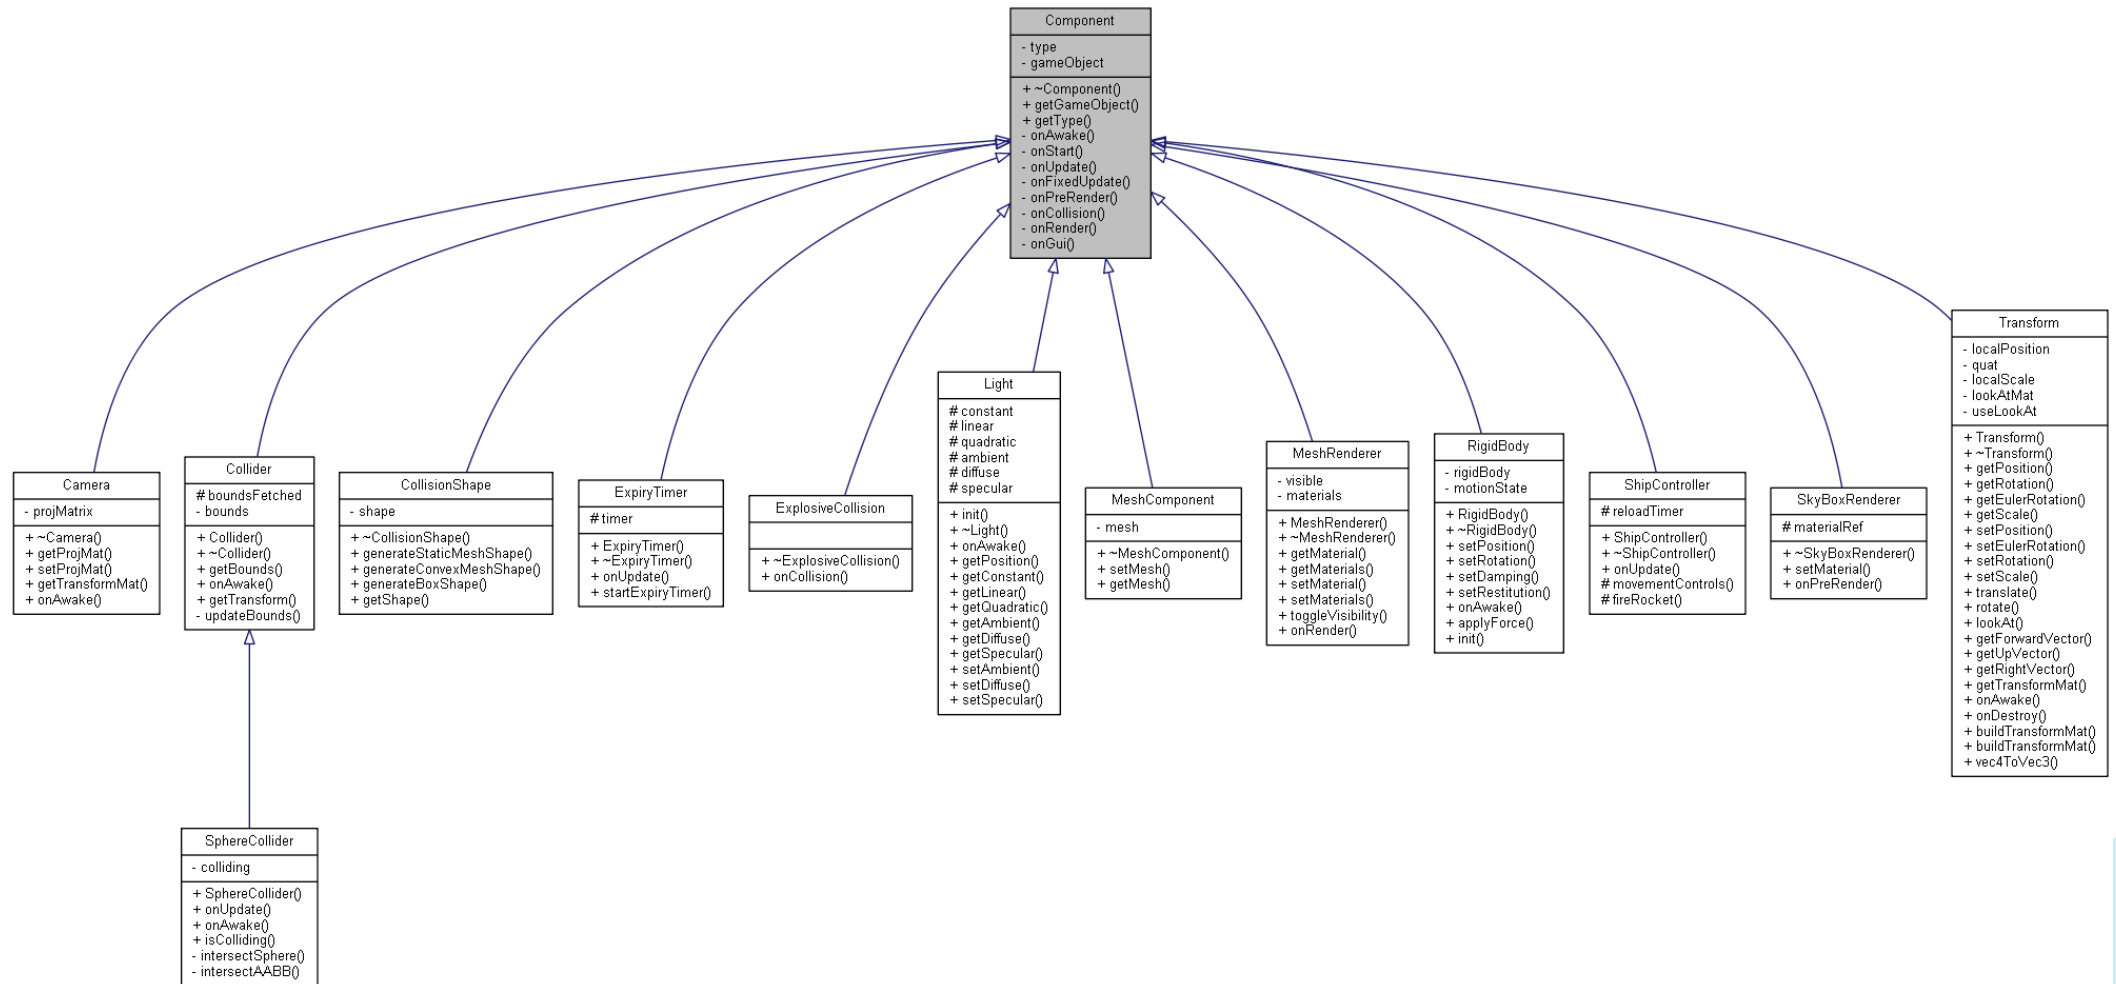 Component
- type
- gameObject
+ ~Component()
+ getGameObject()
+ getType()
- onAwake()
- onStart()
- onUpdate()
- onFixedUpdate()
- onPreRender()
- onCollision()
- onRender()
- onGui()
Camera
- projMatrix
+ ~Camera()
+ getProjMat()
+ setProjMat()
+ getTransformMat()
+ onAwake()
Collider
# boundsFetched
- bounds
+ Collider()
+ ~Collider()
+ getBounds()
+ onAwake()
+ getTransform()
- updateBounds()
CollisionShape
- shape
+ ~CollisionShape()
+ generateStaticMeshShape()
+ generateConvexMeshShape()
+ generateBoxShape()
+ getShape()
ExpiryTimer
# timer
+ ExpiryTimer()
+ ~ExpiryTimer()
+ onUpdate()
+ startExpiryTimer()
ExplosiveCollision
+ ~ExplosiveCollision()
+ onCollision()
Light
# constant
# linear
# quadratic
# ambient
# diffuse
# specular
+ init()
+ ~Light()
+ onAwake()
+ getPosition()
+ getConstant()
+ getLinear()
+ getQuadratic()
+ getAmbient()
+ getDiffuse()
+ getSpecular()
+ setAmbient()
+ setDiffuse()
+ setSpecular()
MeshComponent
- mesh
+ ~MeshComponent()
+ setMesh()
+ getMesh()
MeshRenderer
- visible
- materials
+ MeshRenderer()
+ ~MeshRenderer()
+ getMaterial()
+ getMaterials()
+ setMaterial()
+ setMaterials()
+ toggleVisibility()
+ onRender()
RigidBody
- rigidBody
- motionState
+ RigidBody()
+ ~RigidBody()
+ setPosition()
+ setRotation()
+ setDamping()
+ setRestitution()
+ onAwake()
+ applyForce()
+ init()
ShipController
# reloadTimer
+ ShipController()
+ ~ShipController()
+ onUpdate()
# movementControls()
# fireRocket()
SkyBoxRenderer
# materialRef
+ ~SkyBoxRenderer()
+ setMaterial()
+ onPreRender()
Transform
- localPosition
- quat
- localScale
- lookAtMat
- useLookAt
+ Transform()
+ ~Transform()
+ getPosition()
+ getRotation()
+ getEulerRotation()
+ getScale()
+ setPosition()
+ setEulerRotation()
+ setRotation()
+ setScale()
+ translate()
+ rotate()
+ lookAt()
+ getForwardVector()
+ getUpVector()
+ getRightVector()
+ getTransformMat()
+ onAwake()
+ onDestroy()
+ buildTransformMat()
+ buildTransformMat()
+ vec4ToVec3()
SphereCollider
- colliding
+ SphereCollider()
+ onUpdate()
+ onAwake()
+ isColliding()
- intersectSphere()
- intersectAABB()